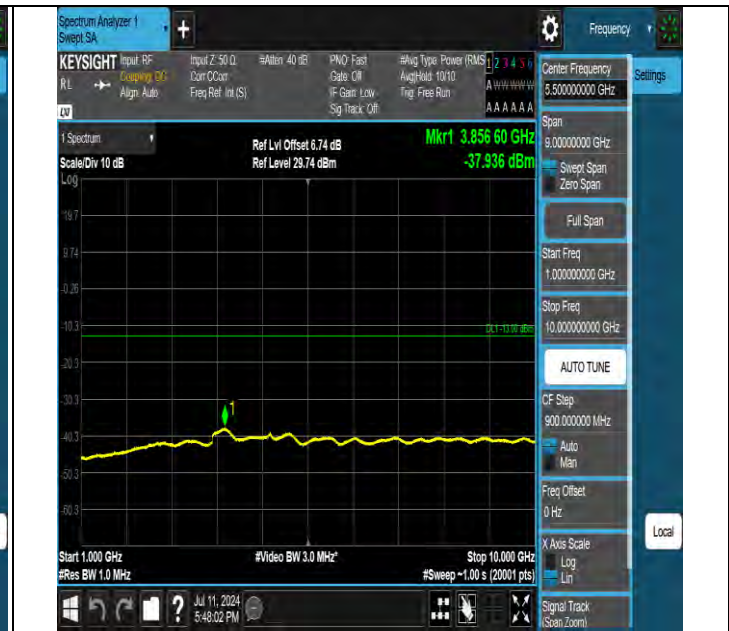 Spectrum Analyzer 1
Swept SA
Frequency
KEYSIGHT
Input: RF
Coupling: DC
Align: Auto
Input Z: 50 Ω
Corr CCorr
Freq Ref: Int (S)
#Atten: 40 dB
PNO: Fast
Gate: Off
IF Gain: Low
Sig Track: Off
#Avg Type: Power (RMS
Avg|Hold: 10/10
Trig: Free Run
1 2 3 4 5 6
A W W W W W
A A A A A A
RL
1 Spectrum
Scale/Div 10 dB
Log
Ref Lvl Offset 6.74 dB
Ref Level 29.74 dBm
Mkr1 3.856 60 GHz
-37.936 dBm
19.7
9.74
-0.26
-10.3
-20.3
-30.3
-40.3
-50.3
-60.3
DL1 -13.00 dBm
1
Start 1.000 GHz
#Res BW 1.0 MHz
#Video BW 3.0 MHz*
Stop 10.000 GHz
#Sweep ~1.00 s (20001 pts)
Jul 11, 2024
5:48:02 PM
Center Frequency
5.500000000 GHz
Settings
Span
9.00000000 GHz
Swept Span
Zero Span
Full Span
Start Freq
1.000000000 GHz
Stop Freq
10.000000000 GHz
AUTO TUNE
CF Step
900.000000 MHz
Auto
Man
Freq Offset
0 Hz
X Axis Scale
Log
Lin
Local
Signal Track
(Span Zoom)